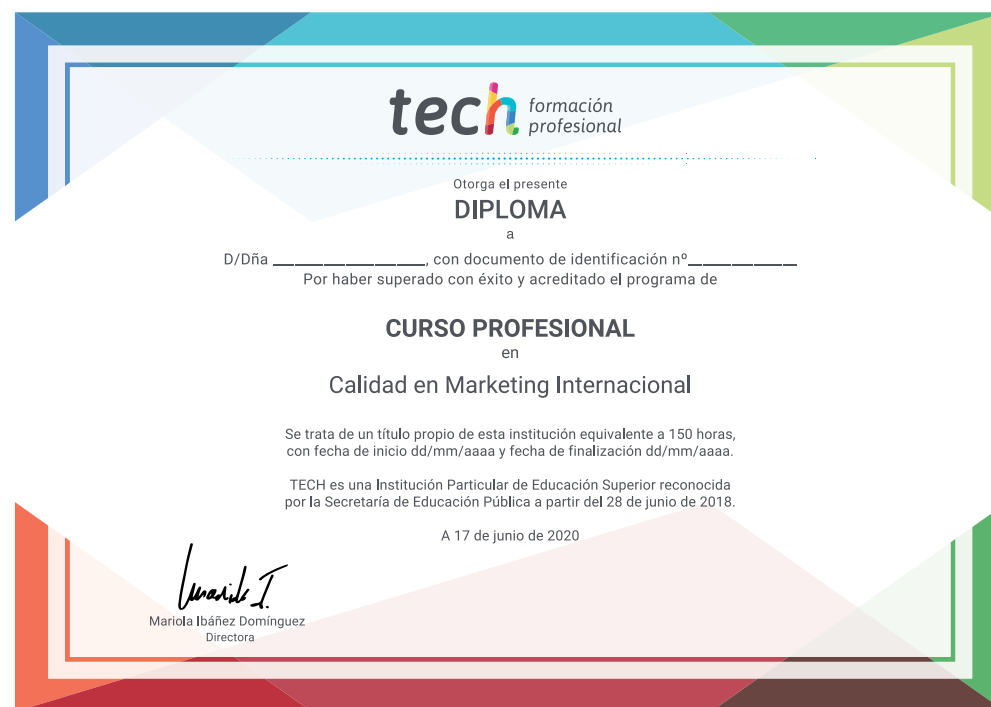 tech formación
profesional
Otorga el presente
DIPLOMA
a
D/Dña ____________________, con documento de identificación nº______________
Por haber superado con éxito y acreditado el programa de
CURSO PROFESIONAL
en
Calidad en Marketing Internacional
Se trata de un título propio de esta institución equivalente a 150 horas,
con fecha de inicio dd/mm/aaaa y fecha de finalización dd/mm/aaaa.
TECH es una Institución Particular de Educación Superior reconocida
por la Secretaría de Educación Pública a partir del 28 de junio de 2018.
A 17 de junio de 2020
Mariola I.
Mariola Ibáñez Domínguez
Directora